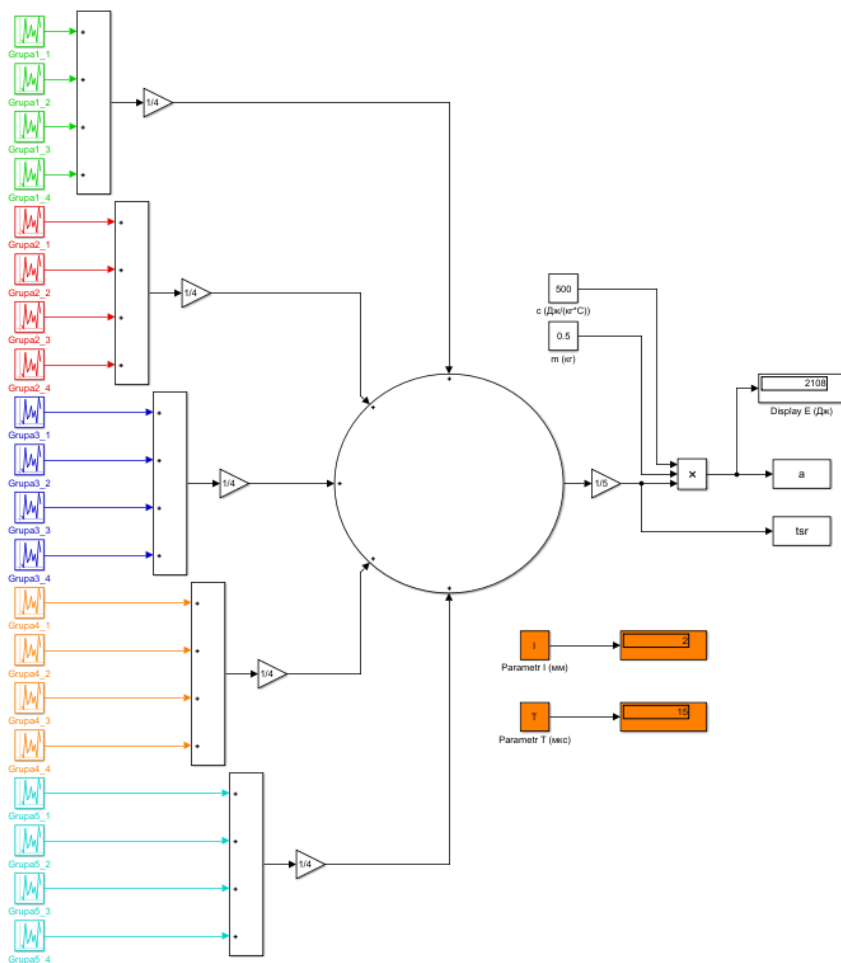 Grupa1_1
Grupa1_2
Grupa1_3
Grupa1_4
1/4
Grupa2_1
Grupa2_2
Grupa2_3
Grupa2_4
1/4
Grupa3_1
Grupa3_2
Grupa3_3
Grupa3_4
1/4
Grupa4_1
Grupa4_2
Grupa4_3
Grupa4_4
1/4
Grupa5_1
Grupa5_2
Grupa5_3
Grupa5_4
1/4
500
c (Дж/(кг*С))
0.5
m (кг)
1/5
×
2108
Display E (Дж)
a
tsr
I
Parametr I (мм)
2
T
Parametr T (мкс)
15